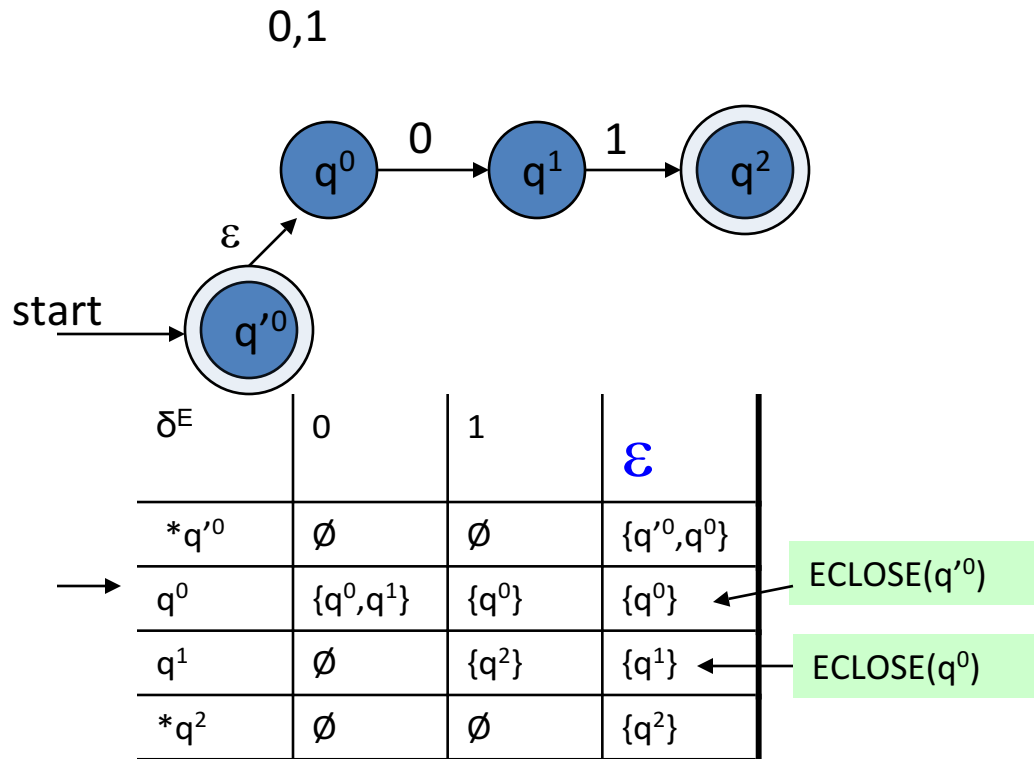 0,1
q⁰ 0 q¹ 1 q²
ε
start q’⁰
δᴱ 0 1 ε
*q’⁰ Ø Ø {q’⁰,q⁰}
ECLOSE(q’⁰)
q⁰ {q⁰,q¹} {q⁰} {q⁰}
q¹ Ø {q²} {q¹} ECLOSE(q⁰)
*q² Ø Ø {q²}